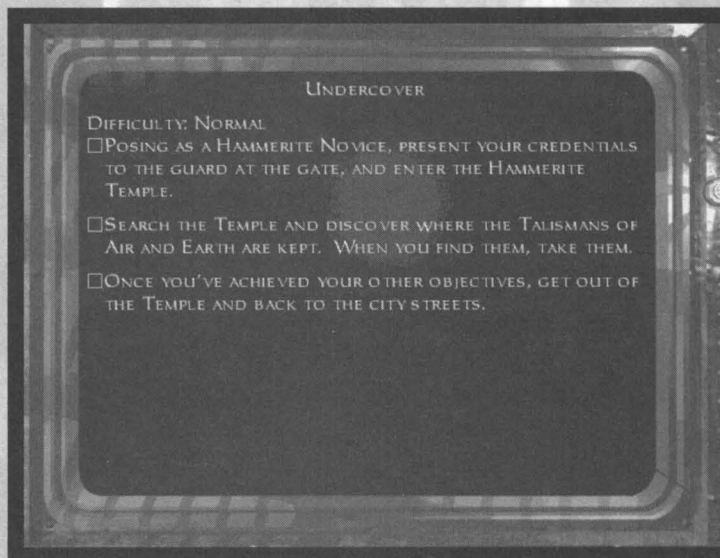 Undercover
Difficulty: Normal
□Posing as a Hammerite Novice, present your credentials
to the guard at the gate, and enter the Hammerite
Temple.
□Search the Temple and discover where the Talismans of
Air and Earth are kept. When you find them, take them.
□Once you've achieved your other objectives, get out of
the Temple and back to the city streets.